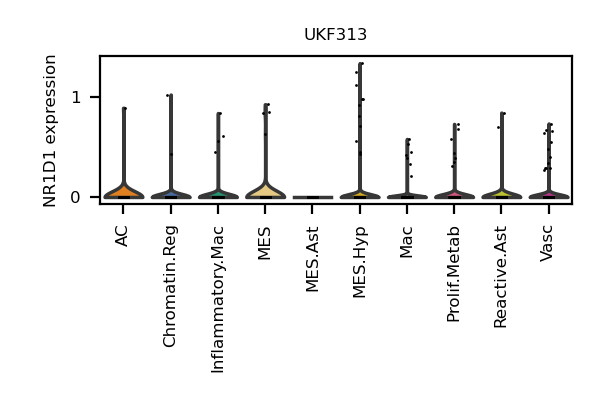 UKF313
NR1D1 expression
1
0
AC
Chromatin.Reg
Inflammatory.Mac
MES
MES.Ast
MES.Hyp
Mac
Prolif.Metab
Reactive.Ast
Vasc